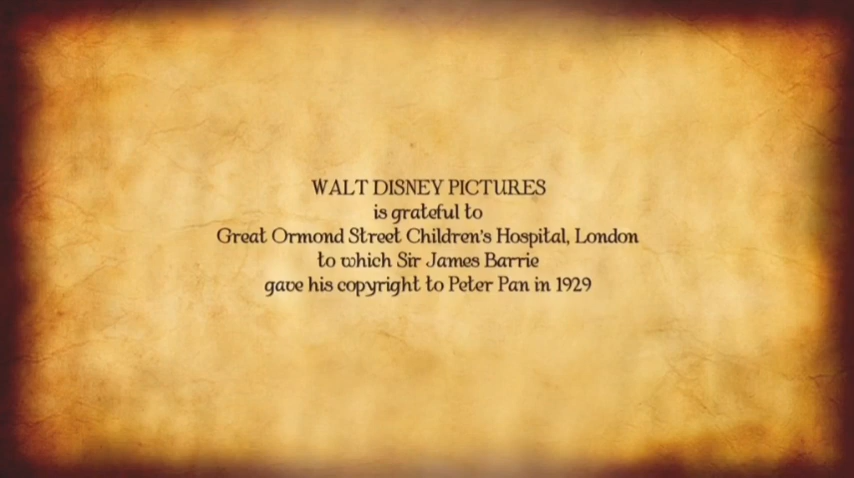 WALT DISNEY PICTURES
is grateful to
Great Ormond Street Children's Hospital, London
to which Sir James Barrie
gave his copyright to Peter Pan in 1929